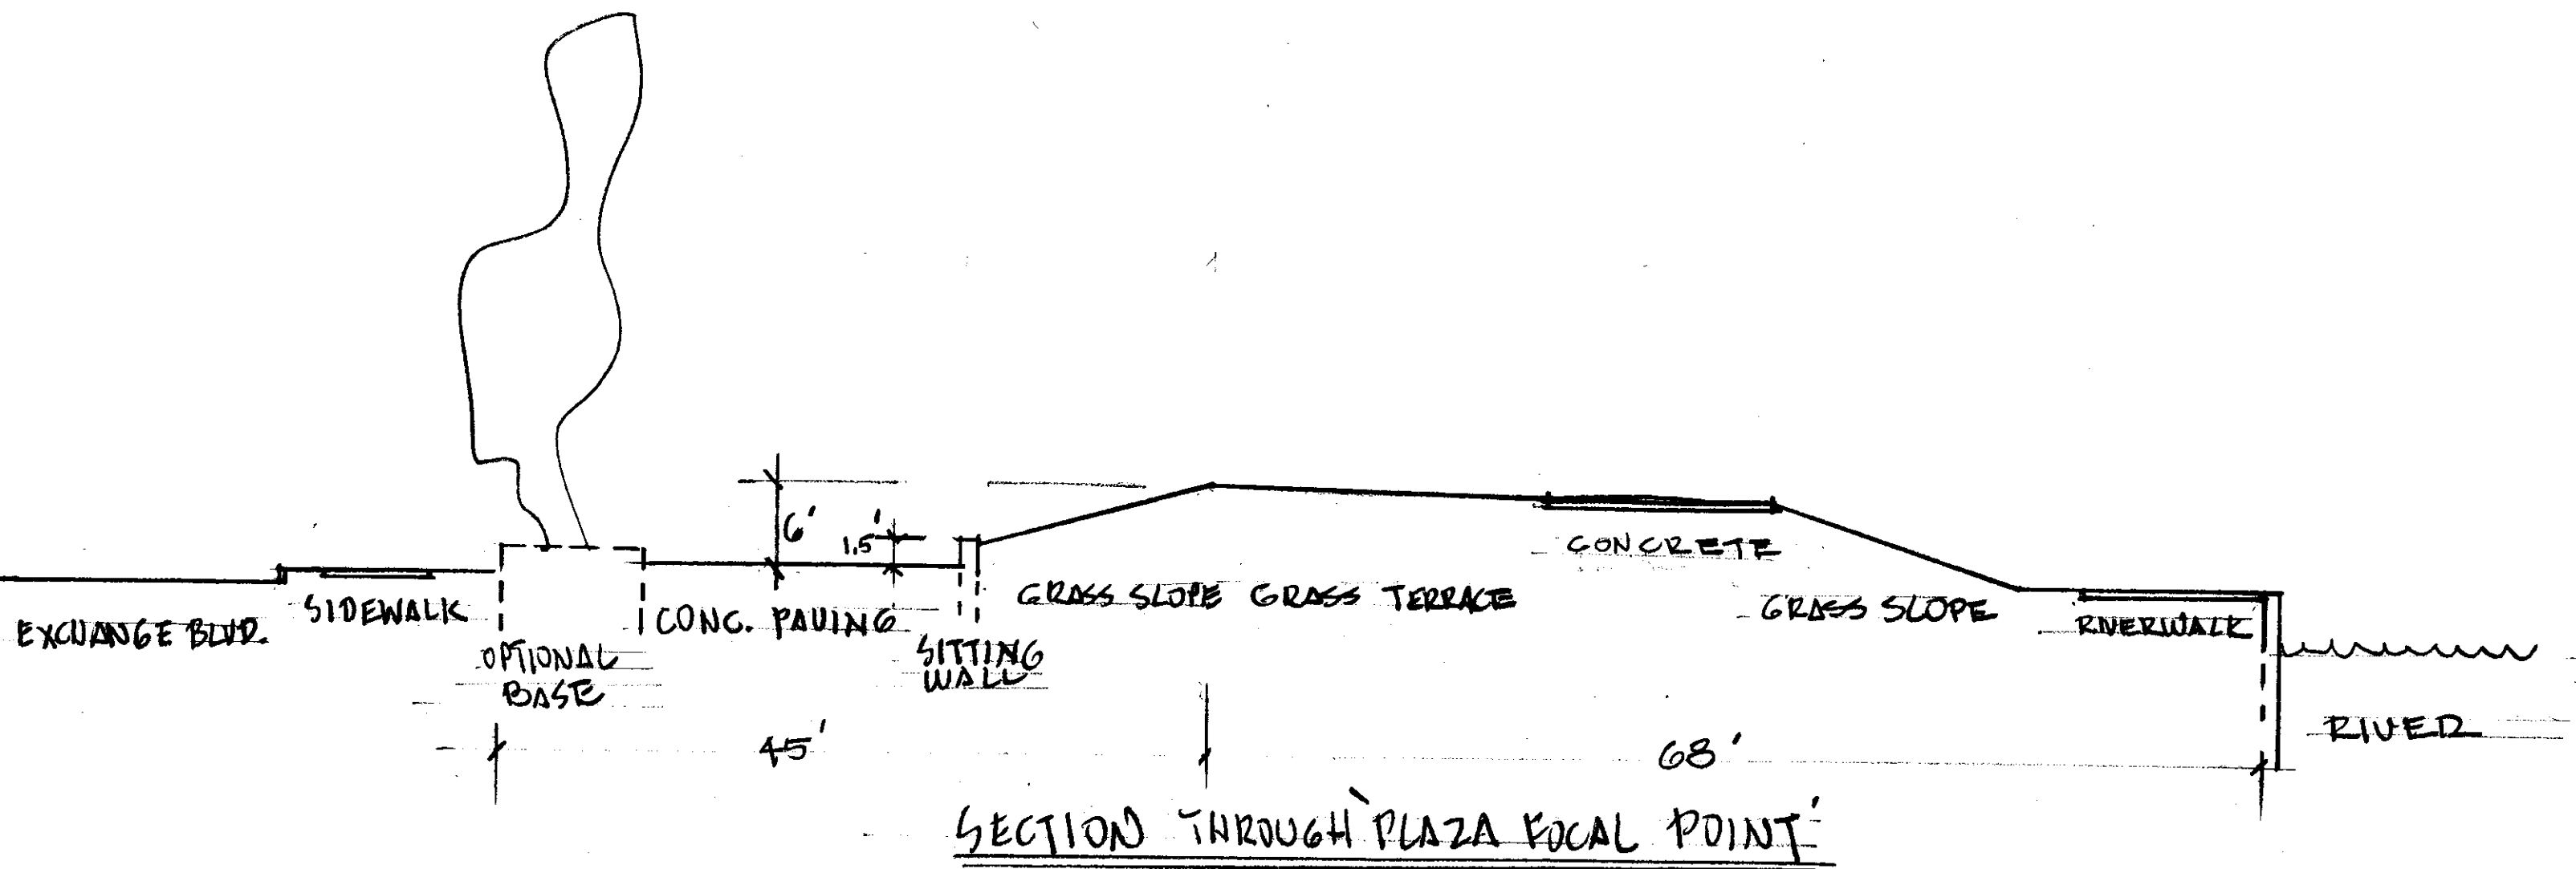 6'
1.5'
CONCRETE
EXCHANGE BLVD.
SIDEWALK
OPTIONAL
BASE
CONC. PAVING
SITTING
WALL
GRASS SLOPE GRASS TERRACE
GRASS SLOPE
RIVERWALK
RIVER
45'
68'
SECTION THROUGH 'PLAZA FOCAL POINT'